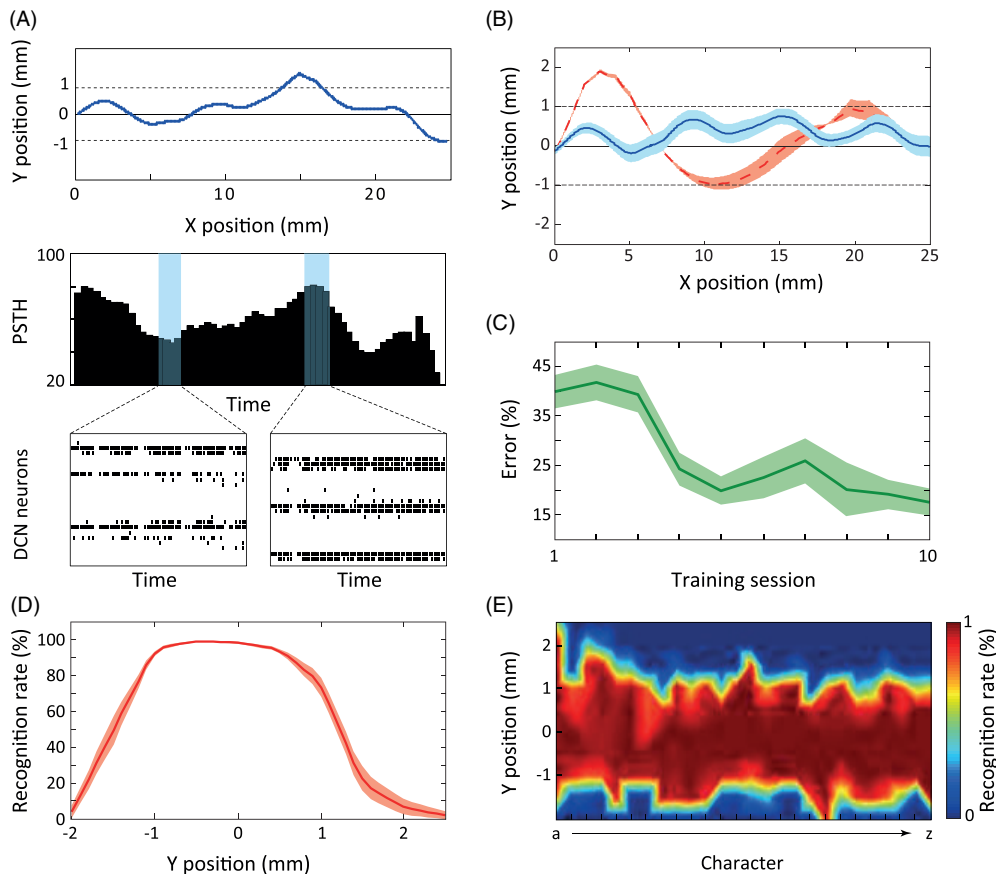 (A)
Y position (mm)
1
0
-1
0 10 20
X position (mm)
100
PSTH
20
Time
DCN neurons
Time Time
(B)
Y position (mm)
2
1
0
-1
-2
0 5 10 15 20 25
X position (mm)
(C)
Error (%)
45
35
25
15
1 10
Training session
(D)
Recognition rate (%)
100
80
60
40
20
0
-2 -1 0 1 2
Y position (mm)
(E)
Y position (mm)
2
1
0
-1
a z
Character
1
0
Recognition rate (%)